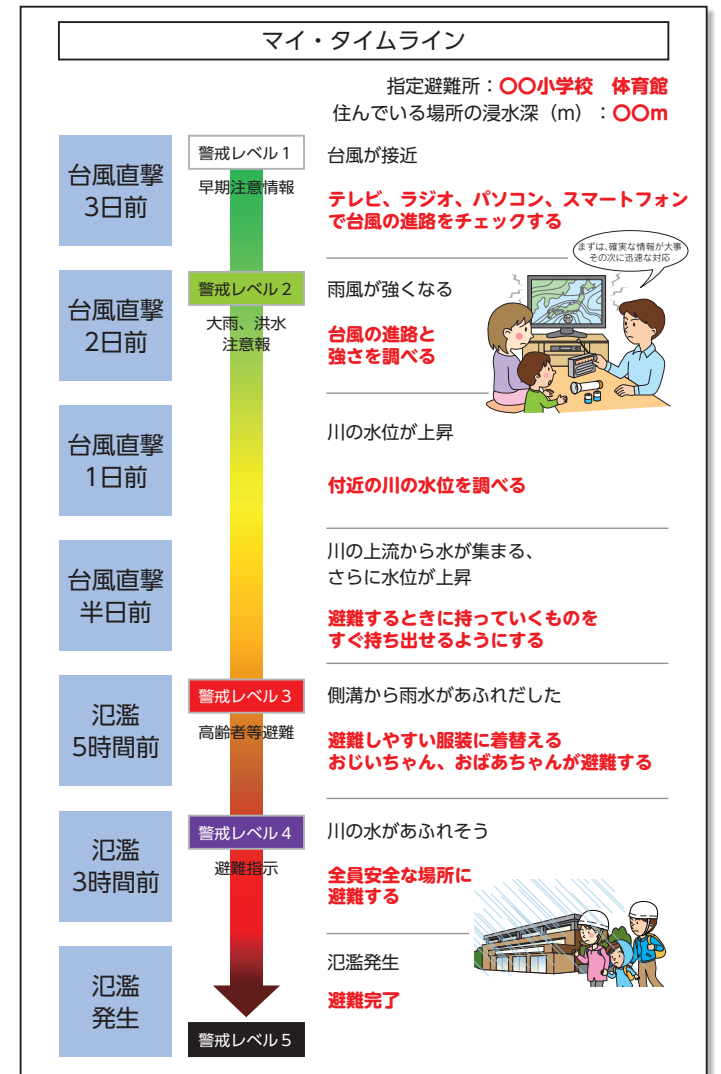 マイ・タイムライン
指定避難所：〇〇小学校　体育館
住んでいる場所の浸水深（m）：〇〇m
台風直撃
3日前
警戒レベル1
早期注意情報
台風が接近
テレビ、ラジオ、パソコン、スマートフォン
で台風の進路をチェックする
まずは、確実な情報が大事
その次に迅速な対応
台風直撃
2日前
警戒レベル2
大雨、洪水
注意報
雨風が強くなる
台風の進路と
強さを調べる
台風直撃
1日前
川の水位が上昇
付近の川の水位を調べる
台風直撃
半日前
川の上流から水が集まる、
さらに水位が上昇
避難するときに持っていくものを
すぐ持ち出せるようにする
氾濫
5時間前
警戒レベル3
高齢者等避難
側溝から雨水があふれだした
避難しやすい服装に着替える
おじいちゃん、おばあちゃんが避難する
氾濫
3時間前
警戒レベル4
避難指示
川の水があふれそう
全員安全な場所に
避難する
氾濫
発生
警戒レベル5
氾濫発生
避難完了